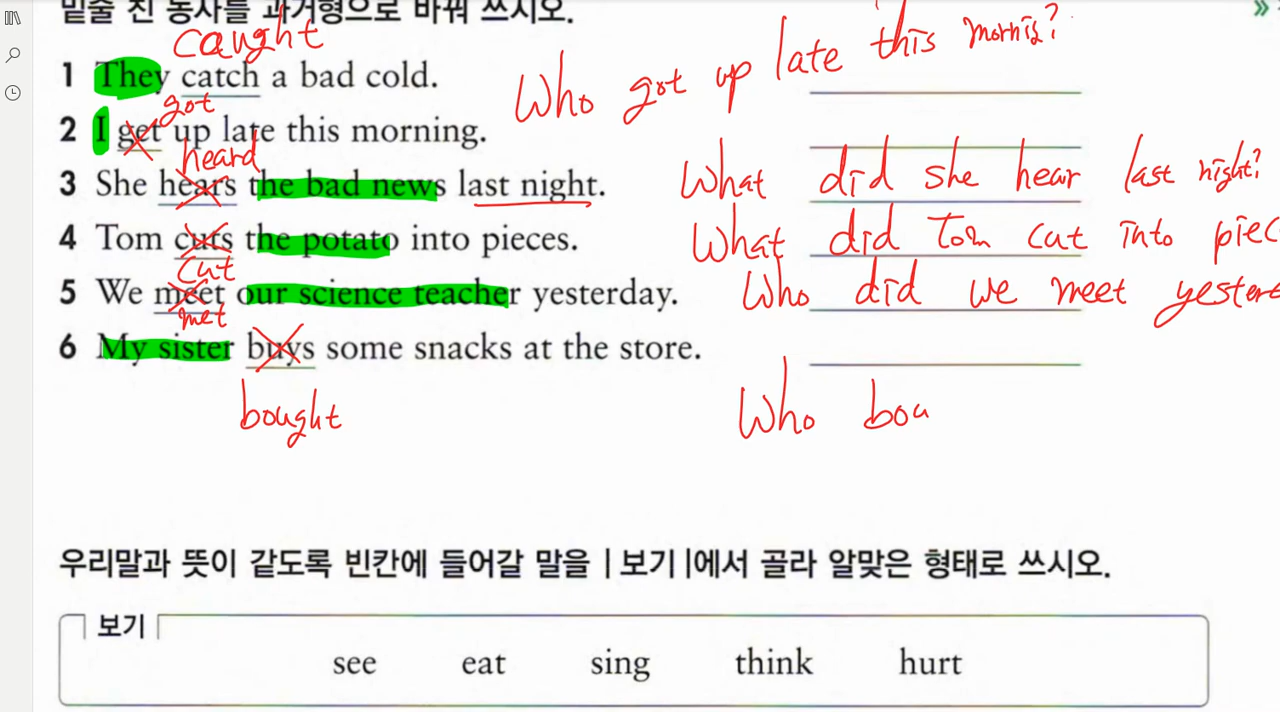 밑줄 친 동사를 과거형으로 바꿔 쓰시오.
caught
1 They catch a bad cold.
Who got up late this morning?
got
2 I get up late this morning.
heard
3 She hears the bad news last night.
What did she hear last night?
4 Tom cuts the potato into pieces.
What did Tom cut into piec
cut
5 We meet our science teacher yesterday.
Who did we meet yester
met
6 My sister buys some snacks at the store.
bought
Who bou
우리말과 뜻이 같도록 빈칸에 들어갈 말을 | 보기 |에서 골라 알맞은 형태로 쓰시오.
보기
see eat sing think hurt